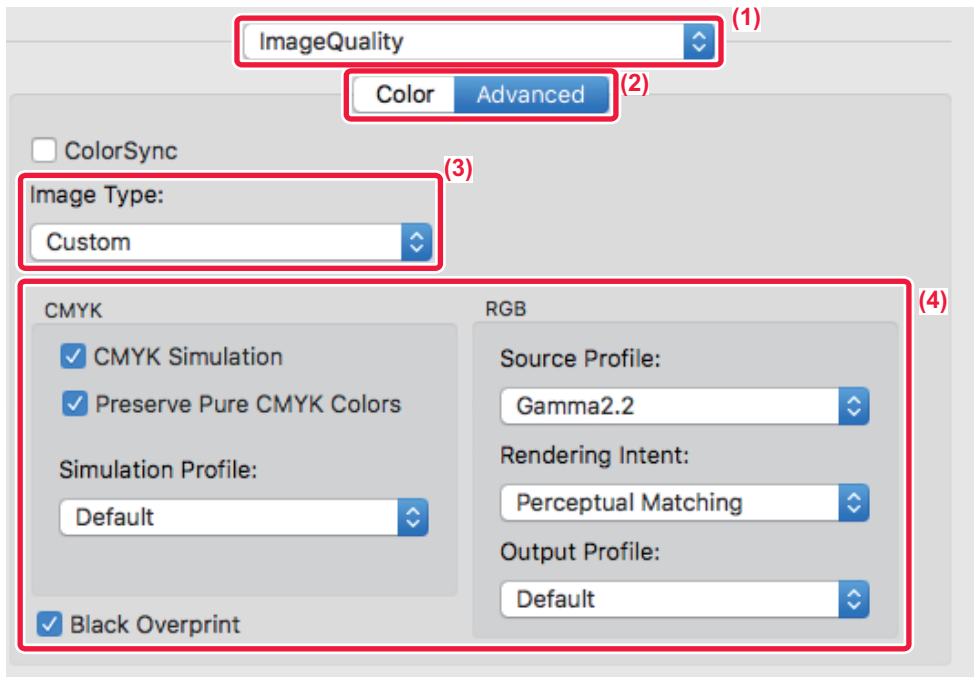 ImageQuality
(1)
Color
Advanced
(2)
ColorSync
(3)
Image Type:
Custom
(4)
CMYK
CMYK Simulation
Preserve Pure CMYK Colors
Simulation Profile:
Default
Black Overprint
RGB
Source Profile:
Gamma2.2
Rendering Intent:
Perceptual Matching
Output Profile:
Default